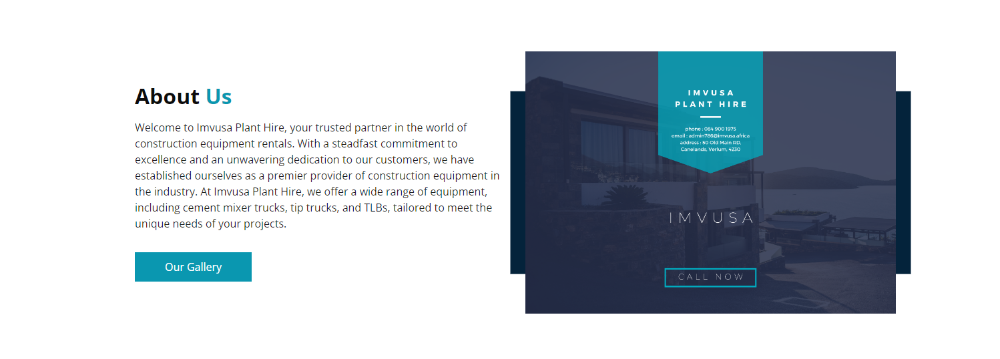 About Us
Welcome to Imvusa Plant Hire, your trusted partner in the world of
construction equipment rentals. With a steadfast commitment to
excellence and an unwavering dedication to our customers, we have
established ourselves as a premier provider of construction equipment in
the industry. At Imvusa Plant Hire, we offer a wide range of equipment,
including cement mixer trucks, tip trucks, and TLBs, tailored to meet the
unique needs of your projects.
Our Gallery
IMVUSA
PLANT HIRE
phone : 084 900 1975
email : admin786@imvusa.africa
address : 50 Old Main RD,
Canelands, Verlum, 4230
IMVUSA
CALL NOW